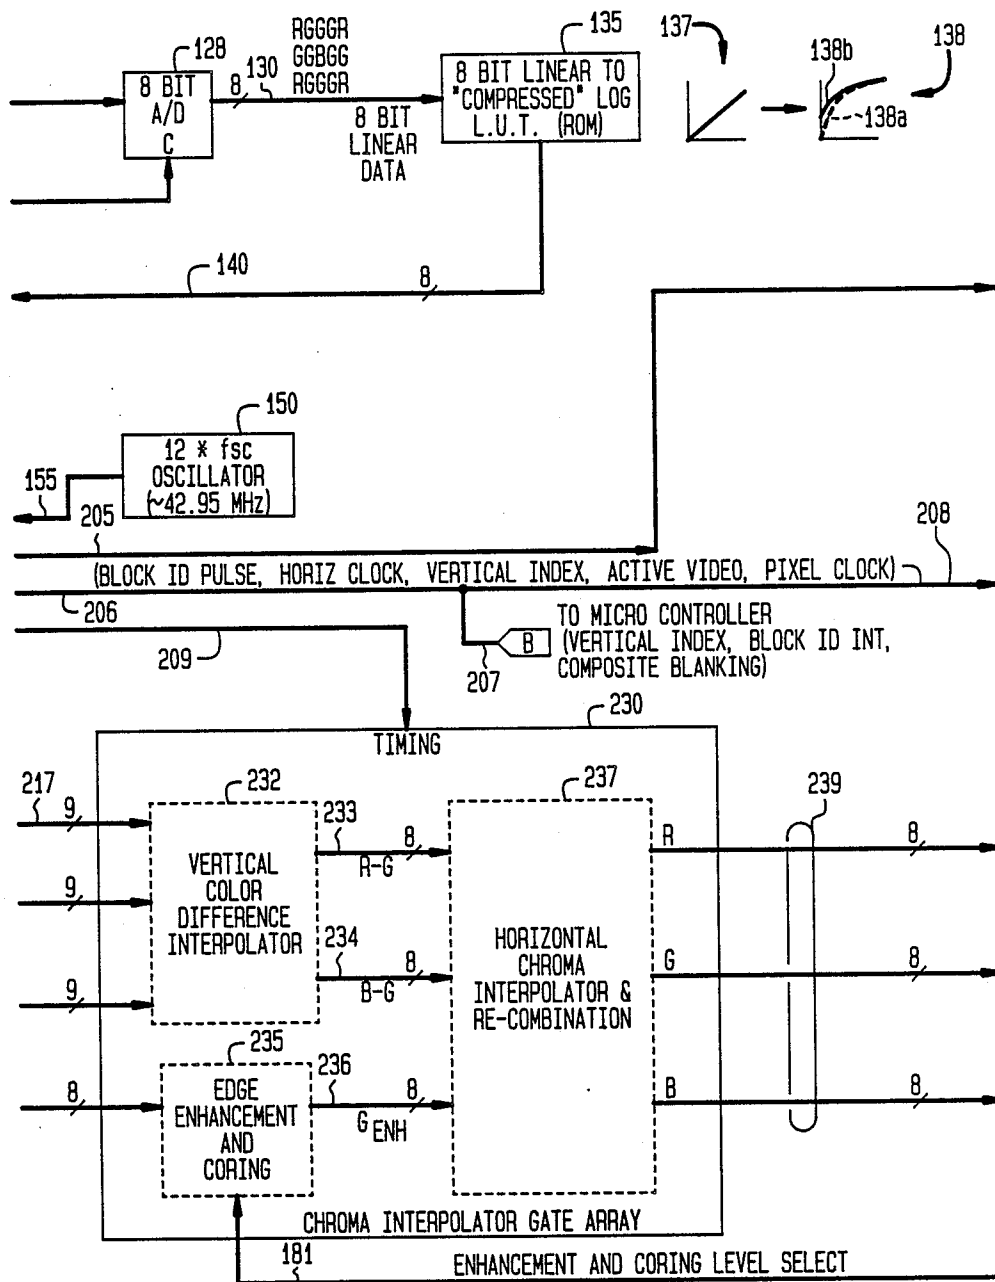 RGGGR
GGBGG
RGGGR
128
8 BIT
A/D
C
8
130
8 BIT
LINEAR
DATA
135
8 BIT LINEAR TO
"COMPRESSED" LOG
L.U.T. (ROM)
137
138b
138
138a
140
8
150
12 * fsc
OSCILLATOR
(~42.95 MHz)
155
205
208
(BLOCK ID PULSE, HORIZ CLOCK, VERTICAL INDEX, ACTIVE VIDEO, PIXEL CLOCK)
206
209
207
B
TO MICRO CONTROLLER
(VERTICAL INDEX, BLOCK ID INT,
COMPOSITE BLANKING)
230
TIMING
217
9
9
9
8
232
VERTICAL
COLOR
DIFFERENCE
INTERPOLATOR
233
8
R-G
234
8
B-G
235
EDGE
ENHANCEMENT
AND
CORING
236
8
GENH
237
HORIZONTAL
CHROMA
INTERPOLATOR &
RE-COMBINATION
R
G
B
239
8
8
8
CHROMA INTERPOLATOR GATE ARRAY
181
ENHANCEMENT AND CORING LEVEL SELECT